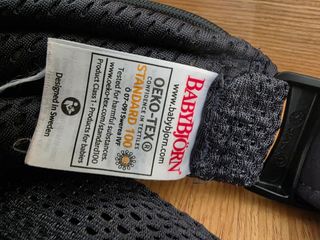 BABYBJÖRN
www.babybjorn.com
OEKO-TEX®
CONFIDENCE IN TEXTILES
STANDARD 100
Tested for harmful substances.
www.oeko-tex.com/standard100
Product Class 1 - Products for babies
Designed in Sweden